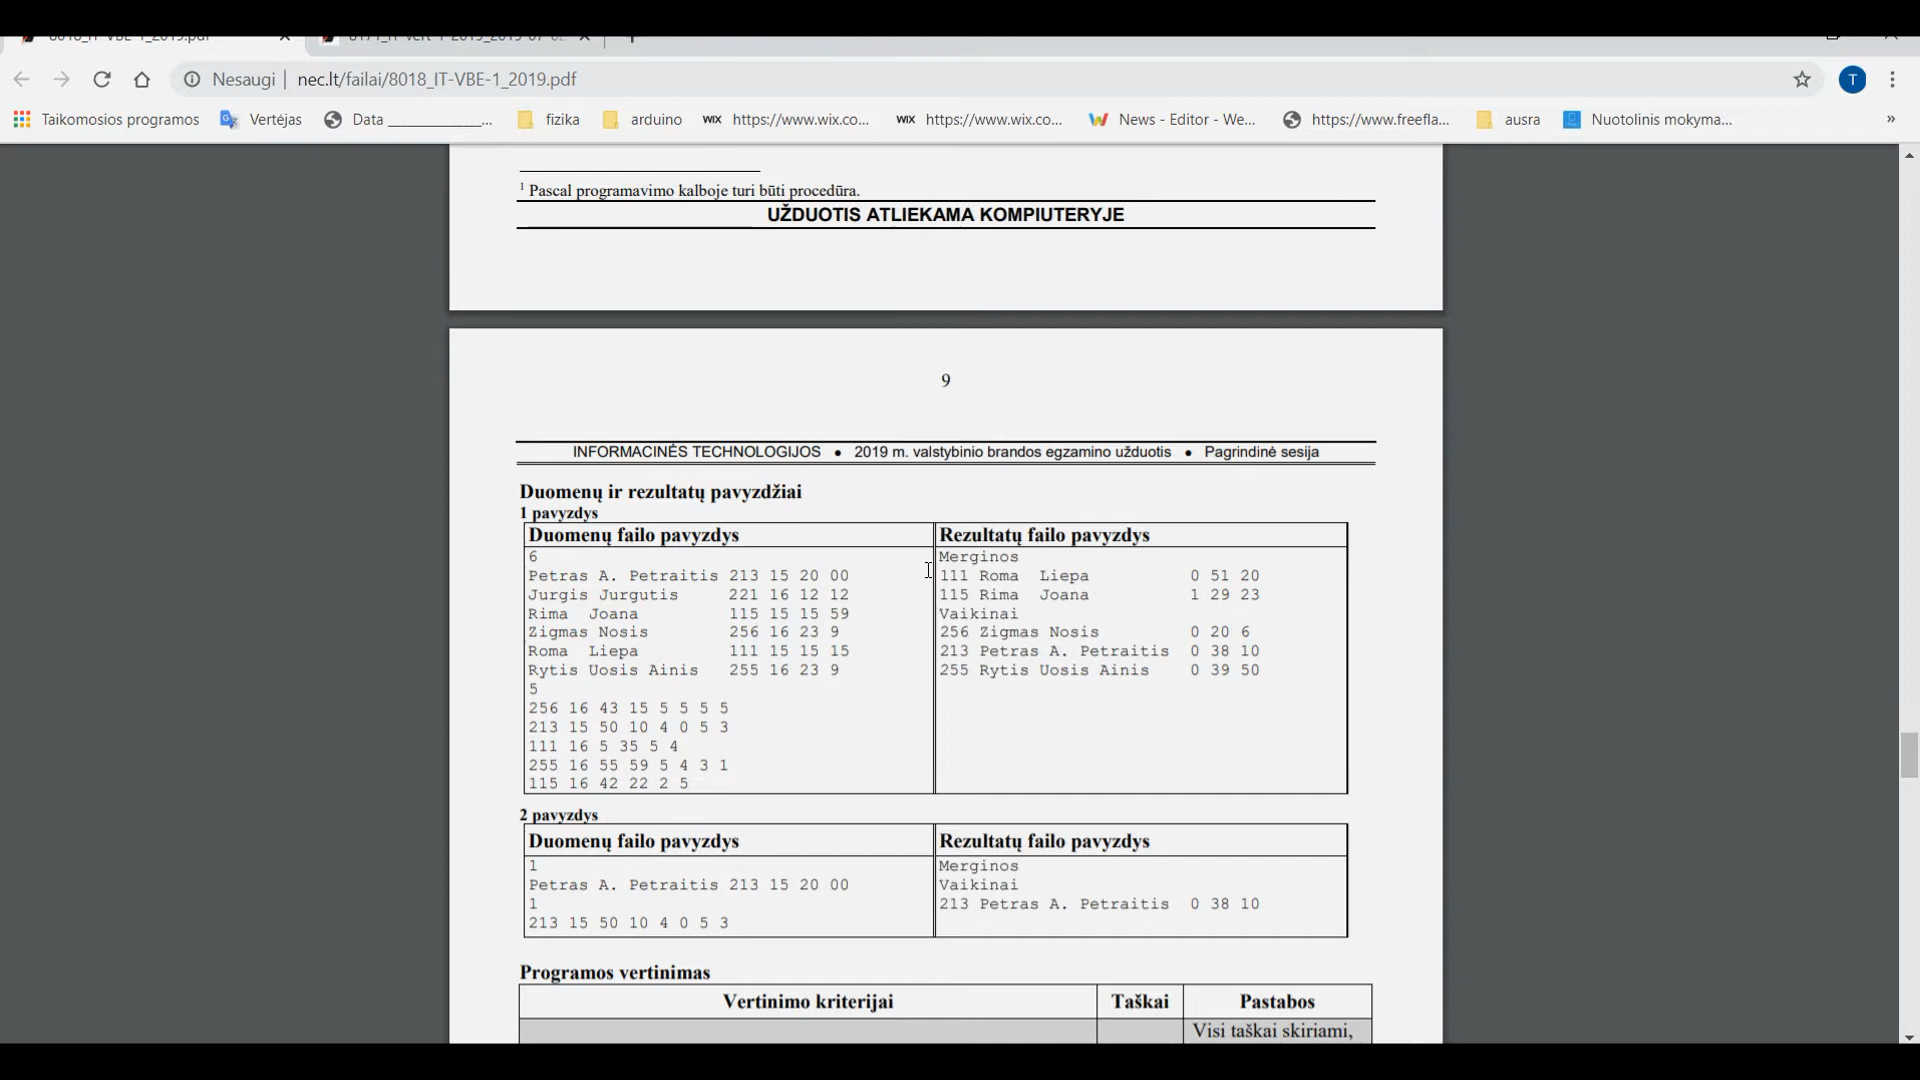 Nesaugi | nec.lt/failai/8018_IT-VBE-1_2019.pdf
T
Taikomosios programos Vertėjas Data ____________... fizika arduino WIX https://www.wix.co... WIX https://www.wix.co... News - Editor - We... https://www.freefla... ausra Nuotolinis mokyma... »
1 Pascal programavimo kalboje turi būti procedūra.
UŽDUOTIS ATLIEKAMA KOMPIUTERYJE
9
INFORMACINĖS TECHNOLOGIJOS ● 2019 m. valstybinio brandos egzamino užduotis ● Pagrindinė sesija
Duomenų ir rezultatų pavyzdžiai
1 pavyzdys
Duomenų failo pavyzdys
6
Petras A. Petraitis 213 15 20 00
Jurgis Jurgutis 221 16 12 12
Rima Joana 115 15 15 59
Zigmas Nosis 256 16 23 9
Roma Liepa 111 15 15 15
Rytis Uosis Ainis 255 16 23 9
5
256 16 43 15 5 5 5 5
213 15 50 10 4 0 5 3
111 16 5 35 5 4
255 16 55 59 5 4 3 1
115 16 42 22 2 5
Rezultatų failo pavyzdys
Merginos
111 Roma Liepa 0 51 20
115 Rima Joana 1 29 23
Vaikinai
256 Zigmas Nosis 0 20 6
213 Petras A. Petraitis 0 38 10
255 Rytis Uosis Ainis 0 39 50
2 pavyzdys
Duomenų failo pavyzdys
1
Petras A. Petraitis 213 15 20 00
1
213 15 50 10 4 0 5 3
Rezultatų failo pavyzdys
Merginos
Vaikinai
213 Petras A. Petraitis 0 38 10
Programos vertinimas
Vertinimo kriterijai Taškai Pastabos
Visi taškai skiriami,